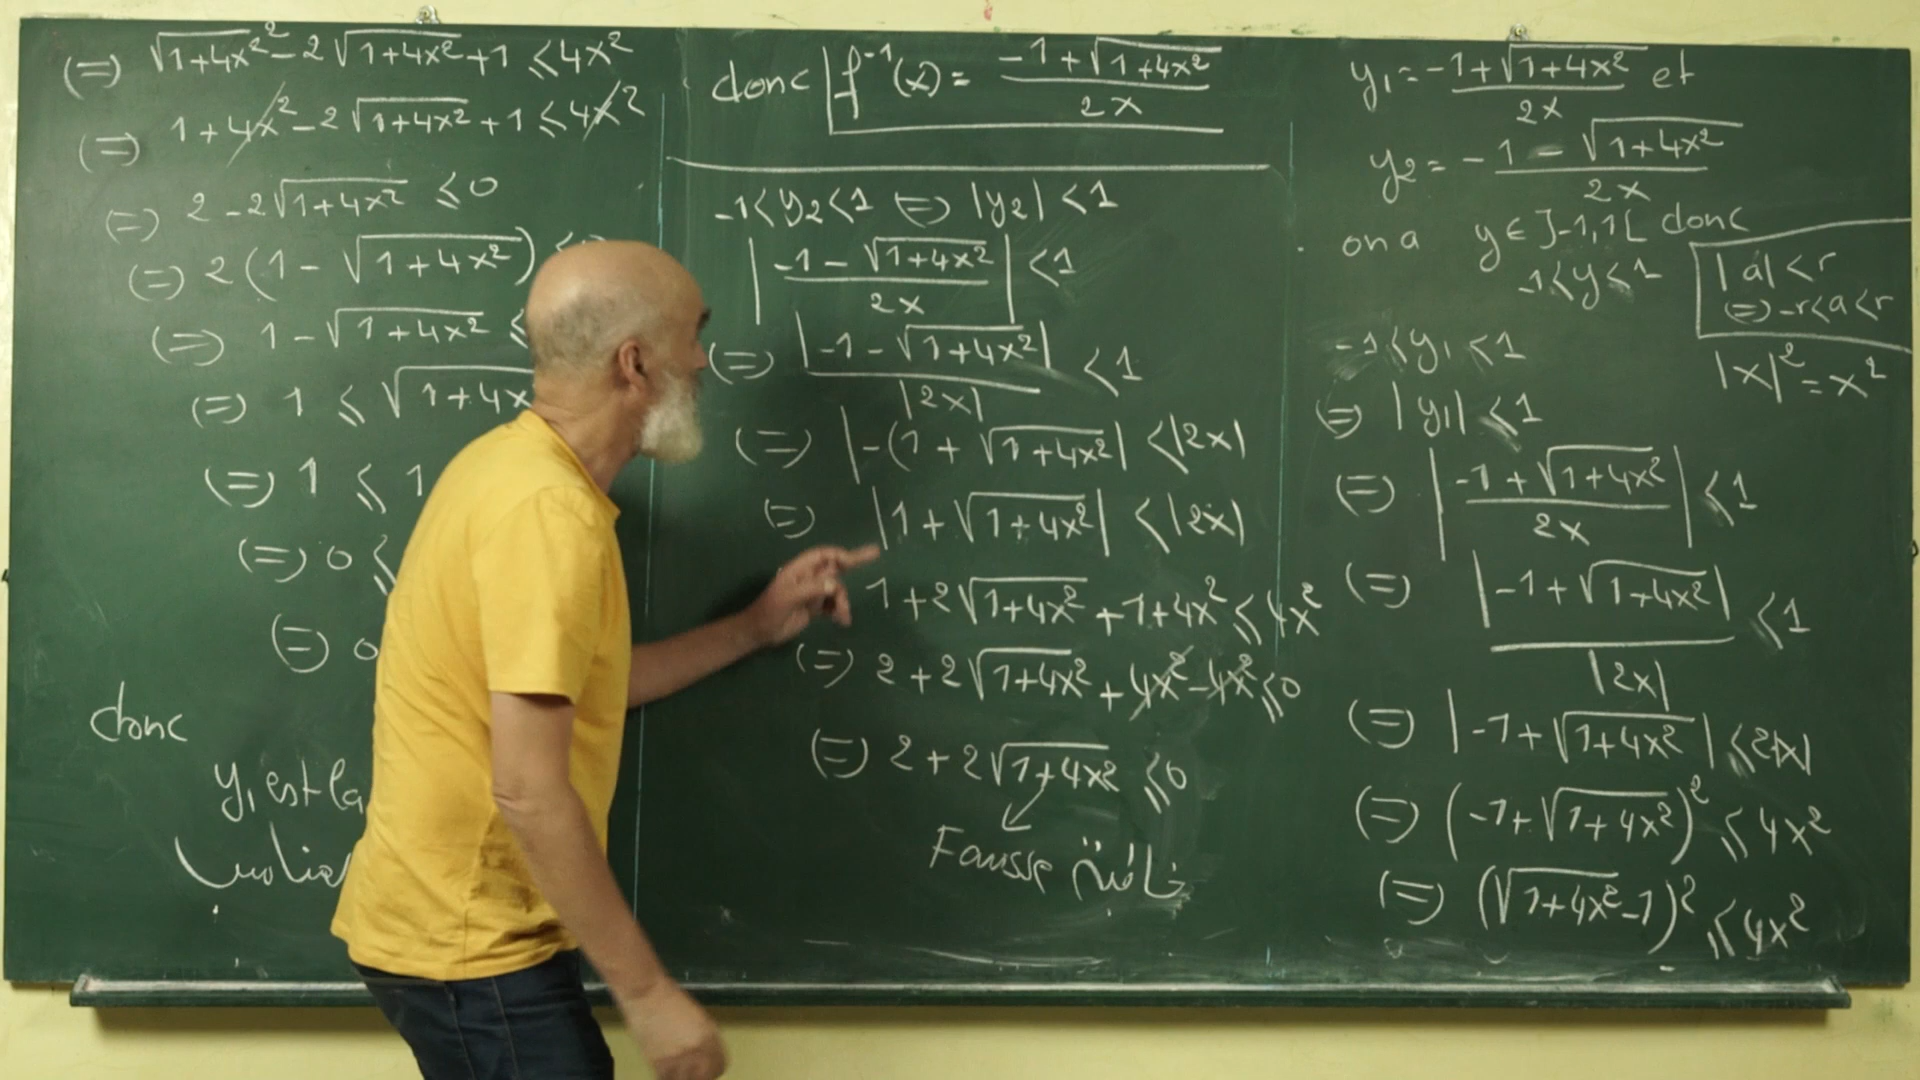 (=) √1+4x²² - 2√1+4x² + 1 ≤ 4x²
(=) 1 + 4x² - 2√1+4x² + 1 ≤ 4x²
(=) 2 - 2√1+4x² ≤ 0
(=) 2(1 - √1+4x²)
(=) 1 - √1+4x² ≤
(=) 1 ≤ √1+4x
(=) 1 ≤ 1
(=) 0 ≤
(=) 0
donc
y₁ est la
donc f⁻¹(x) = (-1 + √1+4x²) / 2x
-1 < y₂ < 1 (=) |y₂| < 1
|(-1 - √1+4x²) / 2x| < 1
(=) |-1 - √1+4x²| / |2x| < 1
(=) |-(1 + √1+4x²| < |2x|
(=) |1 + √1+4x²| < |2x|
1 + 2√1+4x² + 1 + 4x² ≤ 4x²
(=) 2 + 2√1+4x² + 4x² - 4x² ≤ 0
(=) 2 + 2√1+4x² ≤ 0
Fausse خاطئة
y₁ = (-1 + √1+4x²) / 2x et
y₂ = (-1 - √1+4x²) / 2x
on a y ∈ ]-1,1[ donc
-1 < y < 1
|a| < r
(=) -r < a < r
|x|² = x²
-1 < y₁ < 1
(=) |y₁| < 1
(=) |(-1 + √1+4x²) / 2x| < 1
(=) |-1 + √1+4x²| / |2x| < 1
(=) |-1 + √1+4x²| < |2x|
(=) (-1 + √1+4x²)² ≤ 4x²
(=) (√1+4x² - 1)² ≤ 4x²